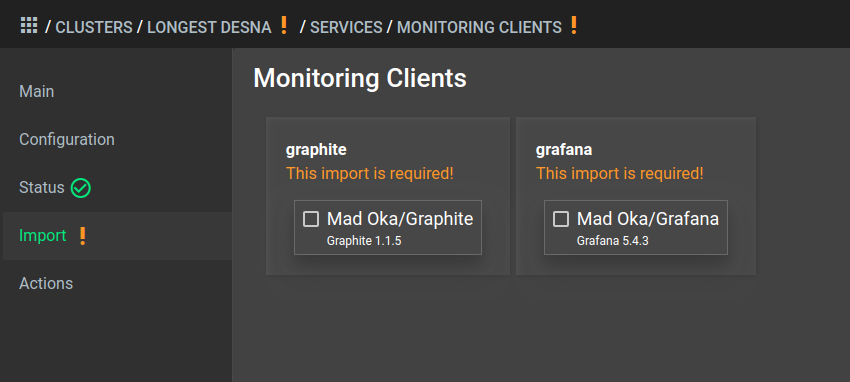 / CLUSTERS / LONGEST DESNA ! / SERVICES / MONITORING CLIENTS !
Main
Configuration
Status
Import !
Actions
Monitoring Clients
graphite
This import is required!
Mad Oka/Graphite
Graphite 1.1.5
grafana
This import is required!
Mad Oka/Grafana
Grafana 5.4.3